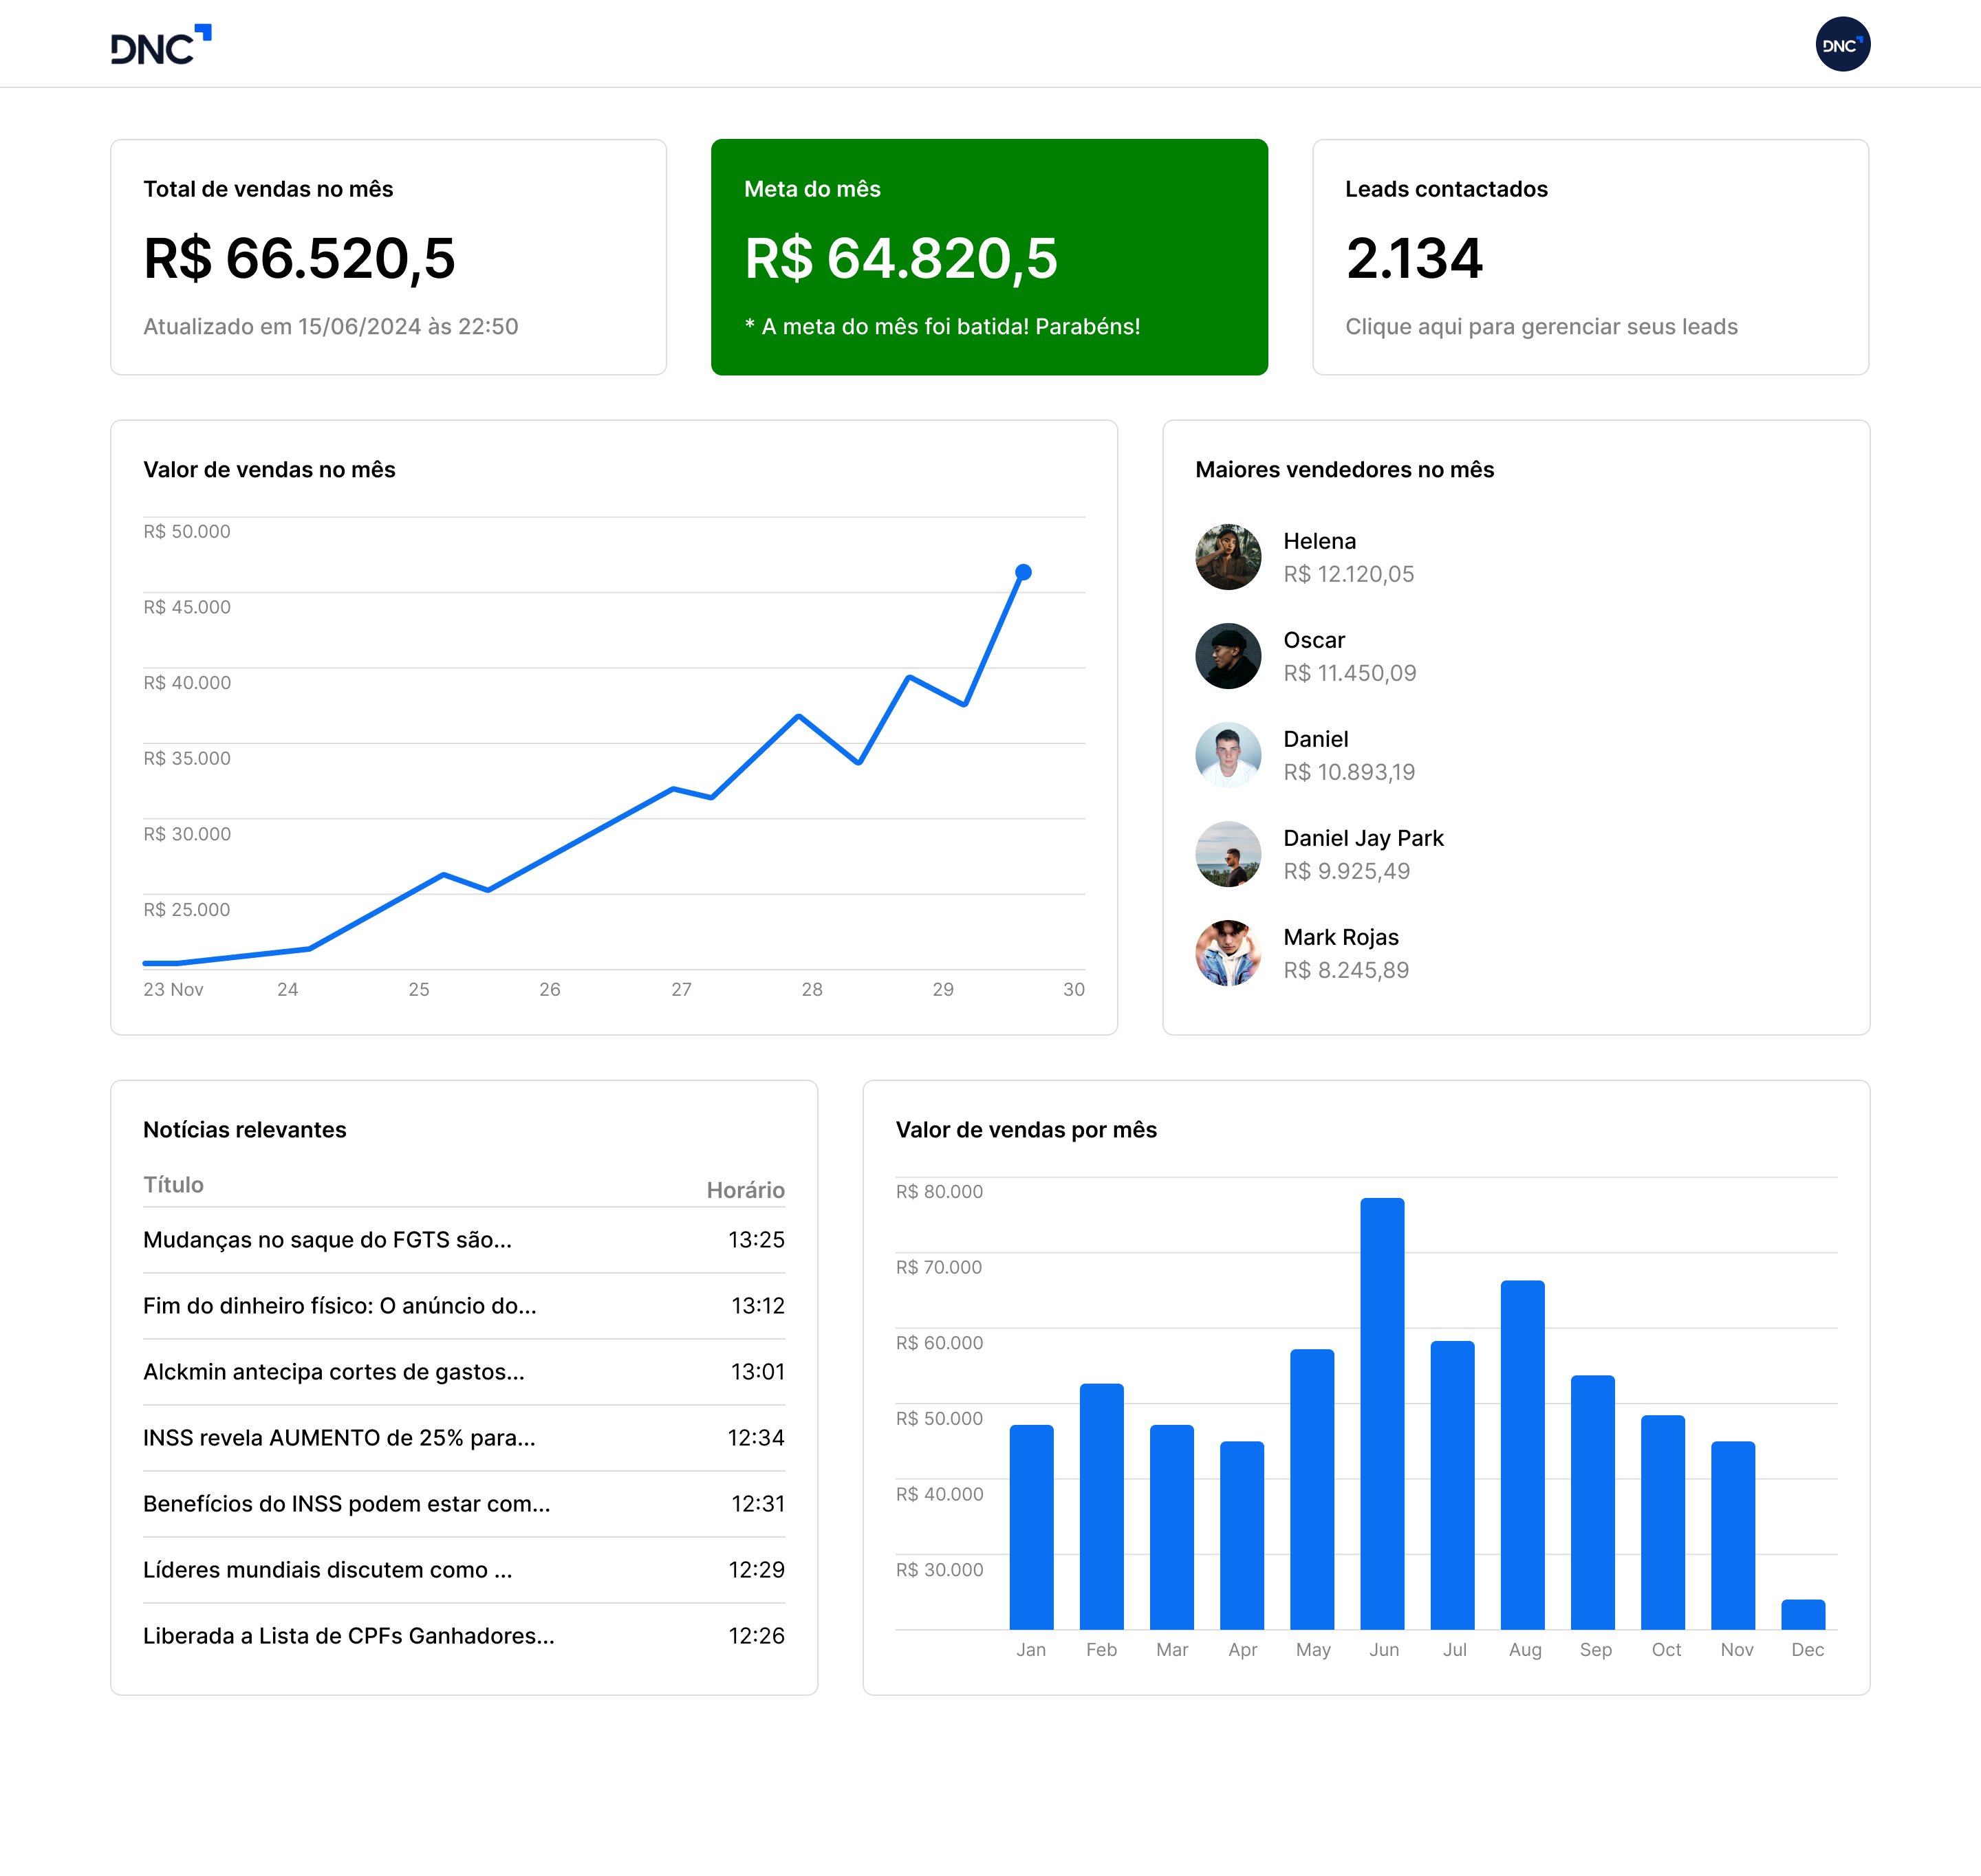 DNC
DNC
Total de vendas no mês
R$ 66.520,5
Atualizado em 15/06/2024 às 22:50
Meta do mês
R$ 64.820,5
* A meta do mês foi batida! Parabéns!
Leads contactados
2.134
Clique aqui para gerenciar seus leads
Valor de vendas no mês
R$ 50.000
R$ 45.000
R$ 40.000
R$ 35.000
R$ 30.000
R$ 25.000
23 Nov 24 25 26 27 28 29 30
Maiores vendedores no mês
Helena
R$ 12.120,05
Oscar
R$ 11.450,09
Daniel
R$ 10.893,19
Daniel Jay Park
R$ 9.925,49
Mark Rojas
R$ 8.245,89
Notícias relevantes
Título Horário
Mudanças no saque do FGTS são... 13:25
Fim do dinheiro físico: O anúncio do... 13:12
Alckmin antecipa cortes de gastos... 13:01
INSS revela AUMENTO de 25% para... 12:34
Benefícios do INSS podem estar com... 12:31
Líderes mundiais discutem como ... 12:29
Liberada a Lista de CPFs Ganhadores... 12:26
Valor de vendas por mês
R$ 80.000
R$ 70.000
R$ 60.000
R$ 50.000
R$ 40.000
R$ 30.000
Jan Feb Mar Apr May Jun Jul Aug Sep Oct Nov Dec